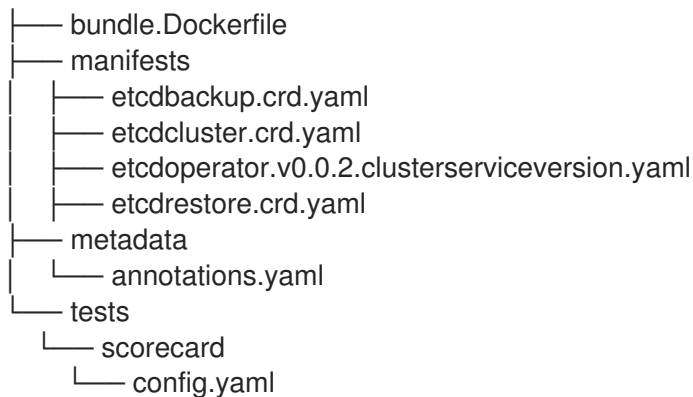 ├── bundle.Dockerfile
├── manifests
│   ├── etcdbackup.crd.yaml
│   ├── etcdcluster.crd.yaml
│   ├── etcdoperator.v0.0.2.clusterserviceversion.yaml
│   ├── etcdrestore.crd.yaml
├── metadata
│   └── annotations.yaml
└── tests
    └── scorecard
        └── config.yaml